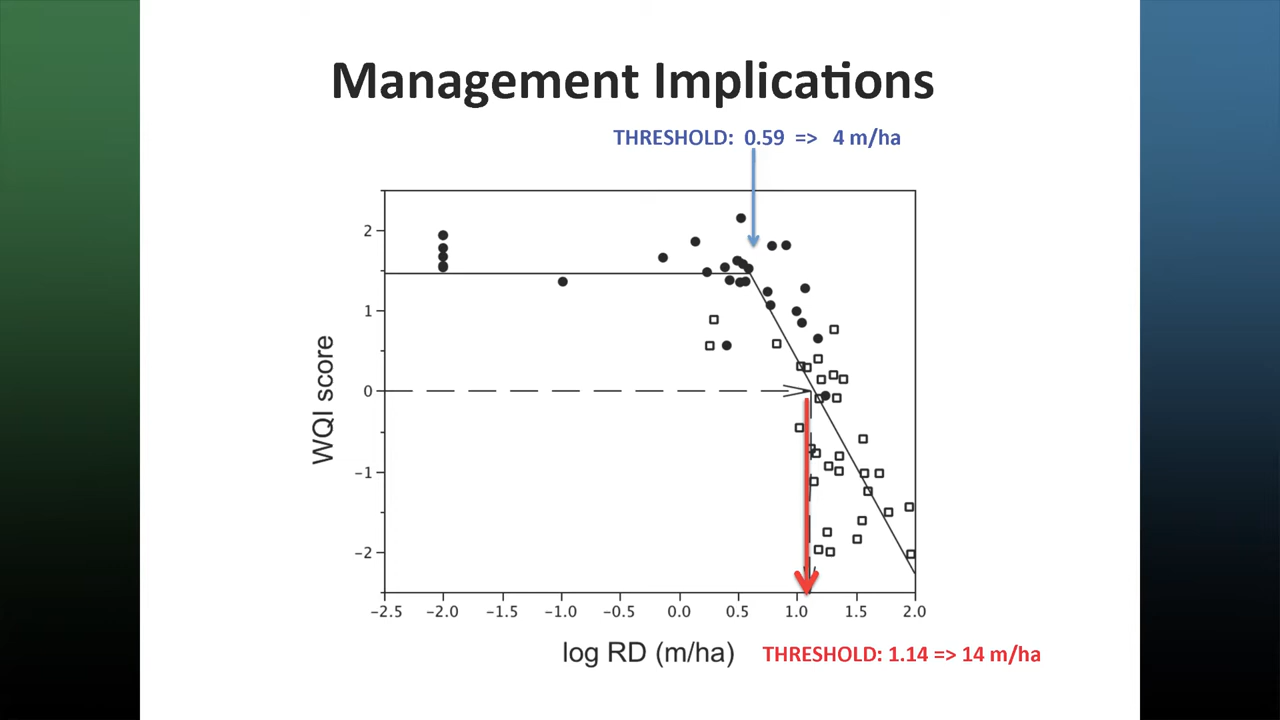 Management Implications
THRESHOLD: 0.59 => 4 m/ha
2
1
0
−1
−2
WQI score
−2.5 −2.0 −1.5 −1.0 −0.5 0.0 0.5 1.0 1.5 2.0
log RD (m/ha)
THRESHOLD: 1.14 => 14 m/ha